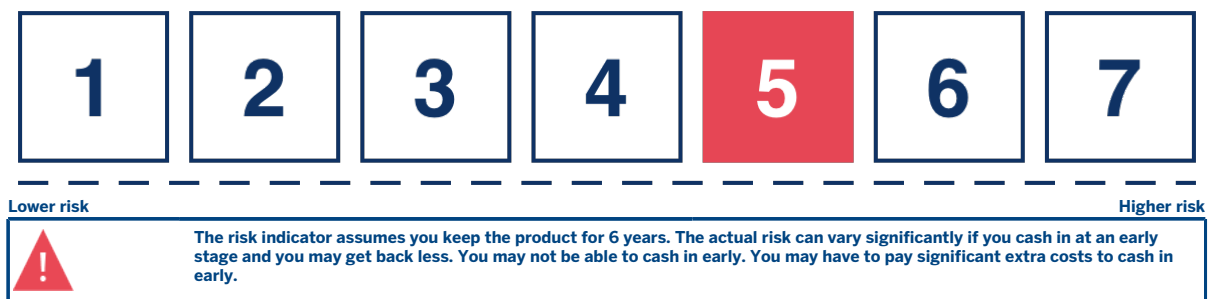 1 2 3 4 5 6 7
Lower risk Higher risk
The risk indicator assumes you keep the product for 6 years. The actual risk can vary significantly if you cash in at an early
stage and you may get back less. You may not be able to cash in early. You may have to pay significant extra costs to cash in
early.
!